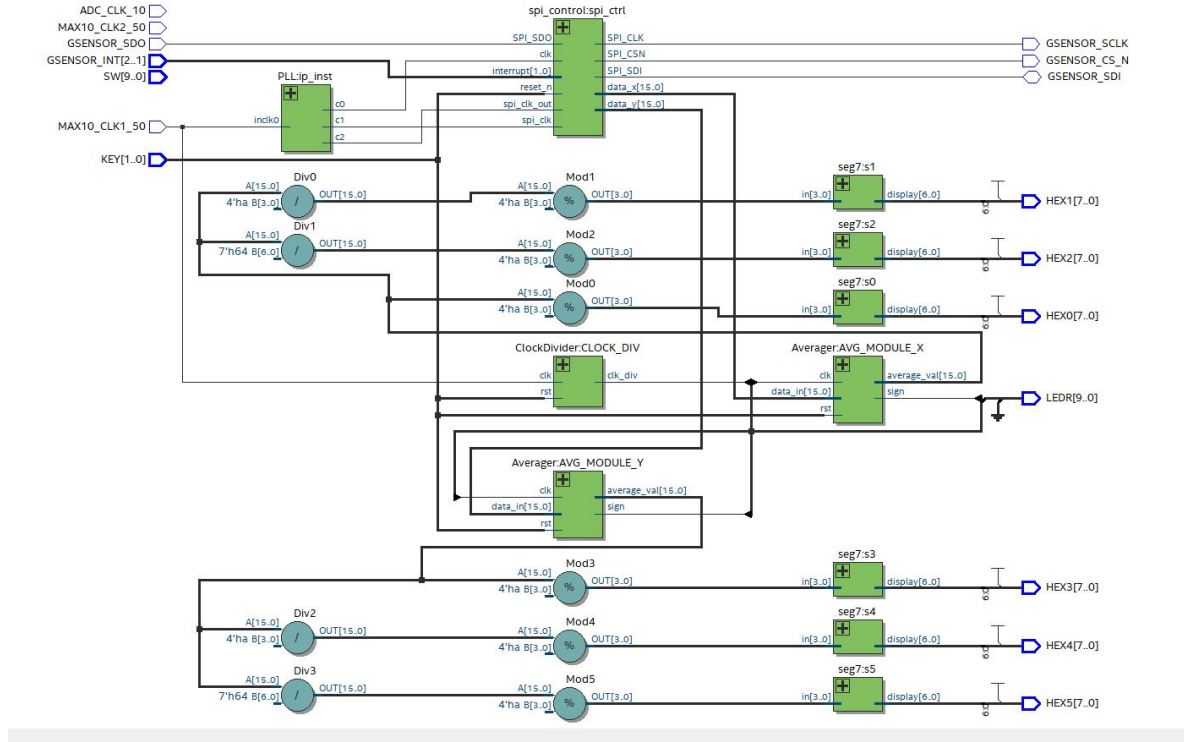 ADC_CLK_10
MAX10_CLK2_50
GSENSOR_SDO
GSENSOR_INT[2..1]
SW[9..0]
MAX10_CLK1_50
KEY[1..0]
PLL:ip_inst
inclk0
c0
c1
c2
spi_control:spi_ctrl
SPI_SDO
clk
interrupt[1..0]
reset_n
spi_clk_out
spi_clk
SPI_CLK
SPI_CSN
SPI_SDI
data_x[15..0]
data_y[15..0]
GSENSOR_SCLK
GSENSOR_CS_N
GSENSOR_SDI
Div0
A[15..0]
4'ha B[3..0]
/
OUT[15..0]
Mod1
A[15..0]
4'ha B[3..0]
%
OUT[3..0]
seg7:s1
in[3..0]
display[6..0]
6:0
HEX1[7..0]
Div1
A[15..0]
7'h64 B[6..0]
/
OUT[15..0]
Mod2
A[15..0]
4'ha B[3..0]
%
OUT[3..0]
seg7:s2
in[3..0]
display[6..0]
6:0
HEX2[7..0]
Mod0
A[15..0]
4'ha B[3..0]
%
OUT[3..0]
seg7:s0
in[3..0]
display[6..0]
6:0
HEX0[7..0]
ClockDivider:CLOCK_DIV
clk
rst
clk_div
Averager:AVG_MODULE_X
clk
data_in[15..0]
rst
average_val[15..0]
sign
LEDR[9..0]
Averager:AVG_MODULE_Y
clk
data_in[15..0]
rst
average_val[15..0]
sign
Mod3
A[15..0]
4'ha B[3..0]
%
OUT[3..0]
seg7:s3
in[3..0]
display[6..0]
6:0
HEX3[7..0]
Div2
A[15..0]
4'ha B[3..0]
/
OUT[15..0]
Mod4
A[15..0]
4'ha B[3..0]
%
OUT[3..0]
seg7:s4
in[3..0]
display[6..0]
6:0
HEX4[7..0]
Div3
A[15..0]
7'h64 B[6..0]
/
OUT[15..0]
Mod5
A[15..0]
4'ha B[3..0]
%
OUT[3..0]
seg7:s5
in[3..0]
display[6..0]
6:0
HEX5[7..0]